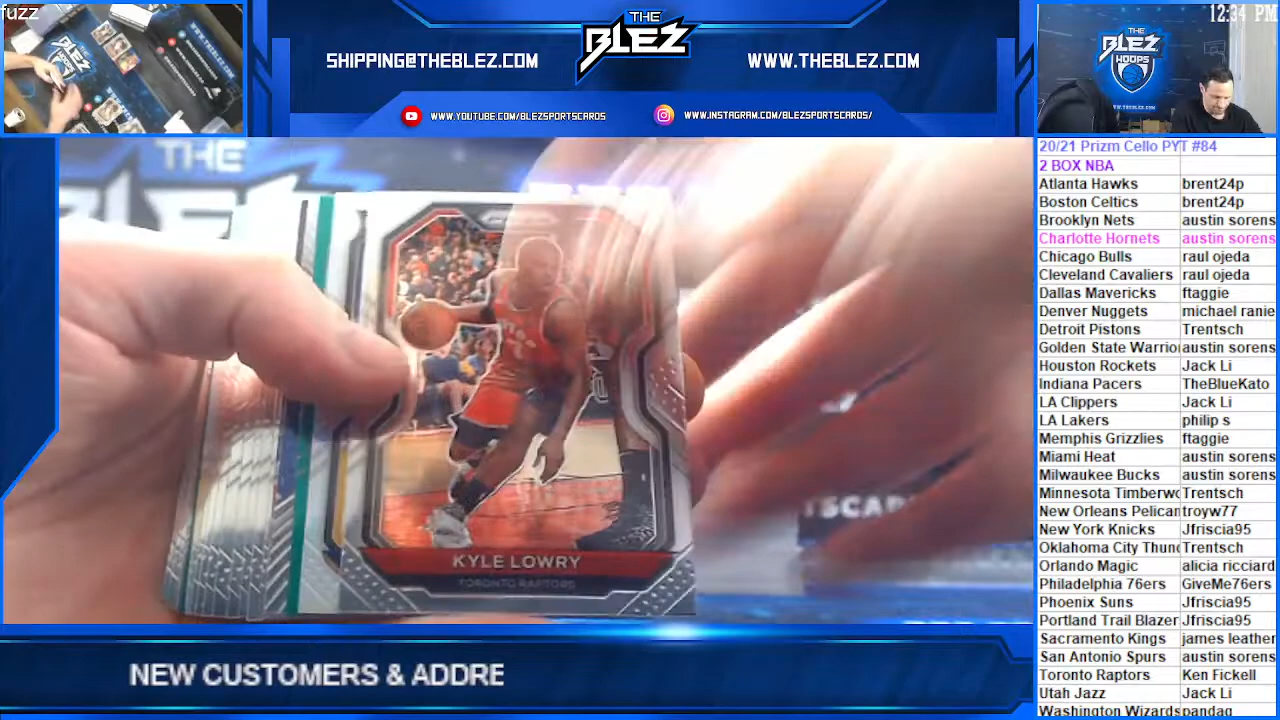 fuzz
SHIPPING@THEBLEZ.COM
THE
BLEZ
WWW.THEBLEZ.COM
WWW.YOUTUBE.COM/BLEZSPORTSCARDS
WWW.INSTAGRAM.COM/BLEZSPORTSCARDS/
12:34 PM
THE
BLEZ
HOOPS
THE
KYLE LOWRY
TORONTO RAPTORS
NEW CUSTOMERS & ADDRE
20/21 Prizm Cello PYT #84
2 BOX NBA
Atlanta Hawks brent24p
Boston Celtics brent24p
Brooklyn Nets austin sorens
Charlotte Hornets austin sorens
Chicago Bulls raul ojeda
Cleveland Cavaliers raul ojeda
Dallas Mavericks ftaggie
Denver Nuggets michael ranie
Detroit Pistons Trentsch
Golden State Warrio austin sorens
Houston Rockets Jack Li
Indiana Pacers TheBlueKato
LA Clippers Jack Li
LA Lakers philip s
Memphis Grizzlies ftaggie
Miami Heat austin sorens
Milwaukee Bucks austin sorens
Minnesota Timberwo Trentsch
New Orleans Pelican troyw77
New York Knicks Jfriscia95
Oklahoma City Thun Trentsch
Orlando Magic alicia ricciard
Philadelphia 76ers GiveMe76ers
Phoenix Suns Jfriscia95
Portland Trail Blazer Jfriscia95
Sacramento Kings james leather
San Antonio Spurs austin sorens
Toronto Raptors Ken Fickell
Utah Jazz Jack Li
Washington Wizards pandag